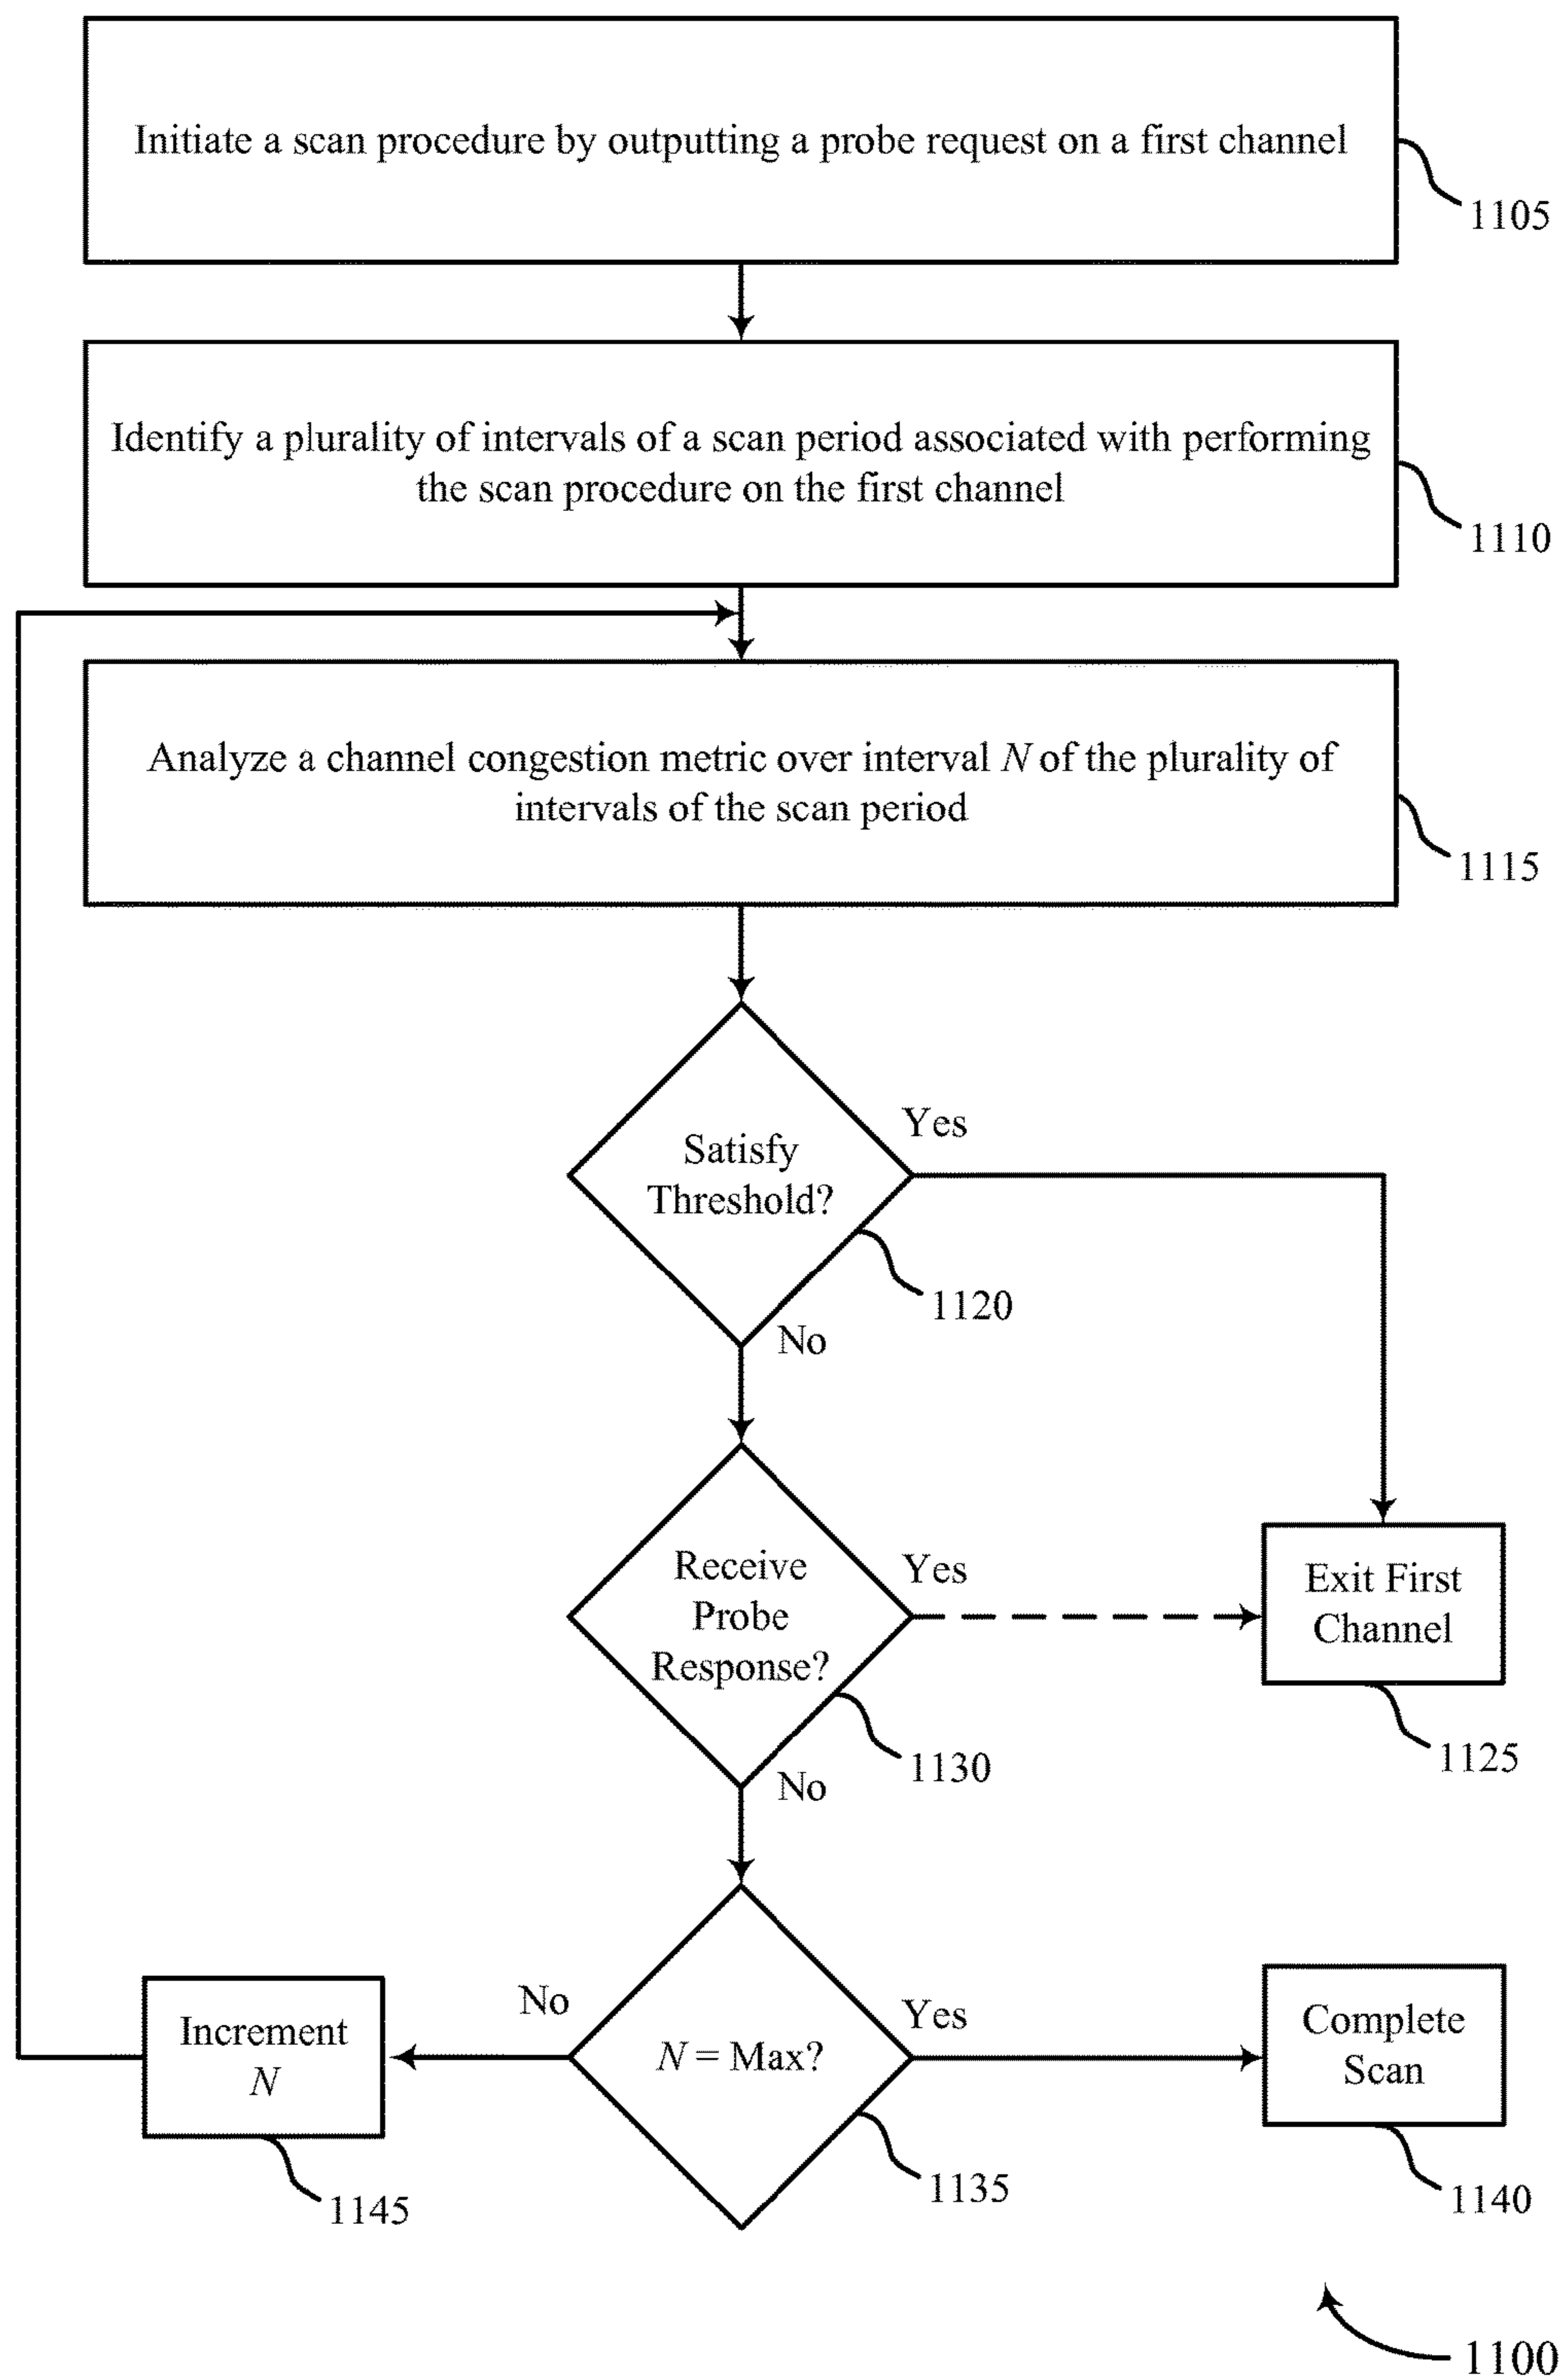 Initiate a scan procedure by outputting a probe request on a first channel
1105
Identify a plurality of intervals of a scan period associated with performing
the scan procedure on the first channel
1110
Analyze a channel congestion metric over interval N of the plurality of
intervals of the scan period
1115
Satisfy
Threshold?
Yes
1120
No
Receive
Probe
Response?
Yes
1130
No
Exit First
Channel
1125
N = Max?
No
Yes
1135
Increment
N
1145
Complete
Scan
1140
1100